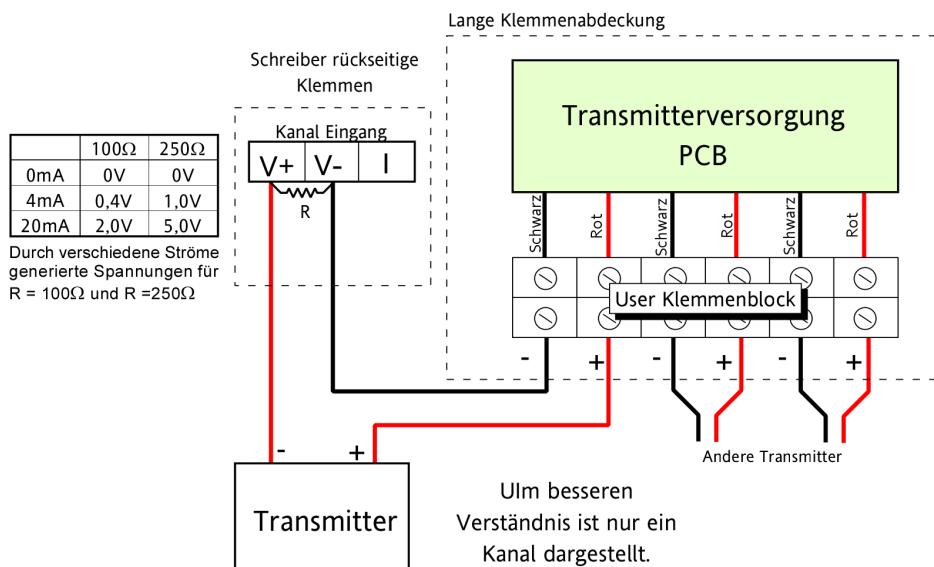 Lange Klemmenabdeckung
Schreiber rückseitige
Klemmen
Kanal Eingang
V+ V- I
R
100Ω 250Ω
0mA 0V 0V
4mA 0,4V 1,0V
20mA 2,0V 5,0V
Durch verschiedene Ströme
generierte Spannungen für
R = 100Ω und R =250Ω
Transmitterversorgung
PCB
Schwarz Rot Schwarz Rot Schwarz Rot
User Klemmenblock
- + - + - +
Andere Transmitter
- +
Transmitter
UIm besseren
Verständnis ist nur ein
Kanal dargestellt.